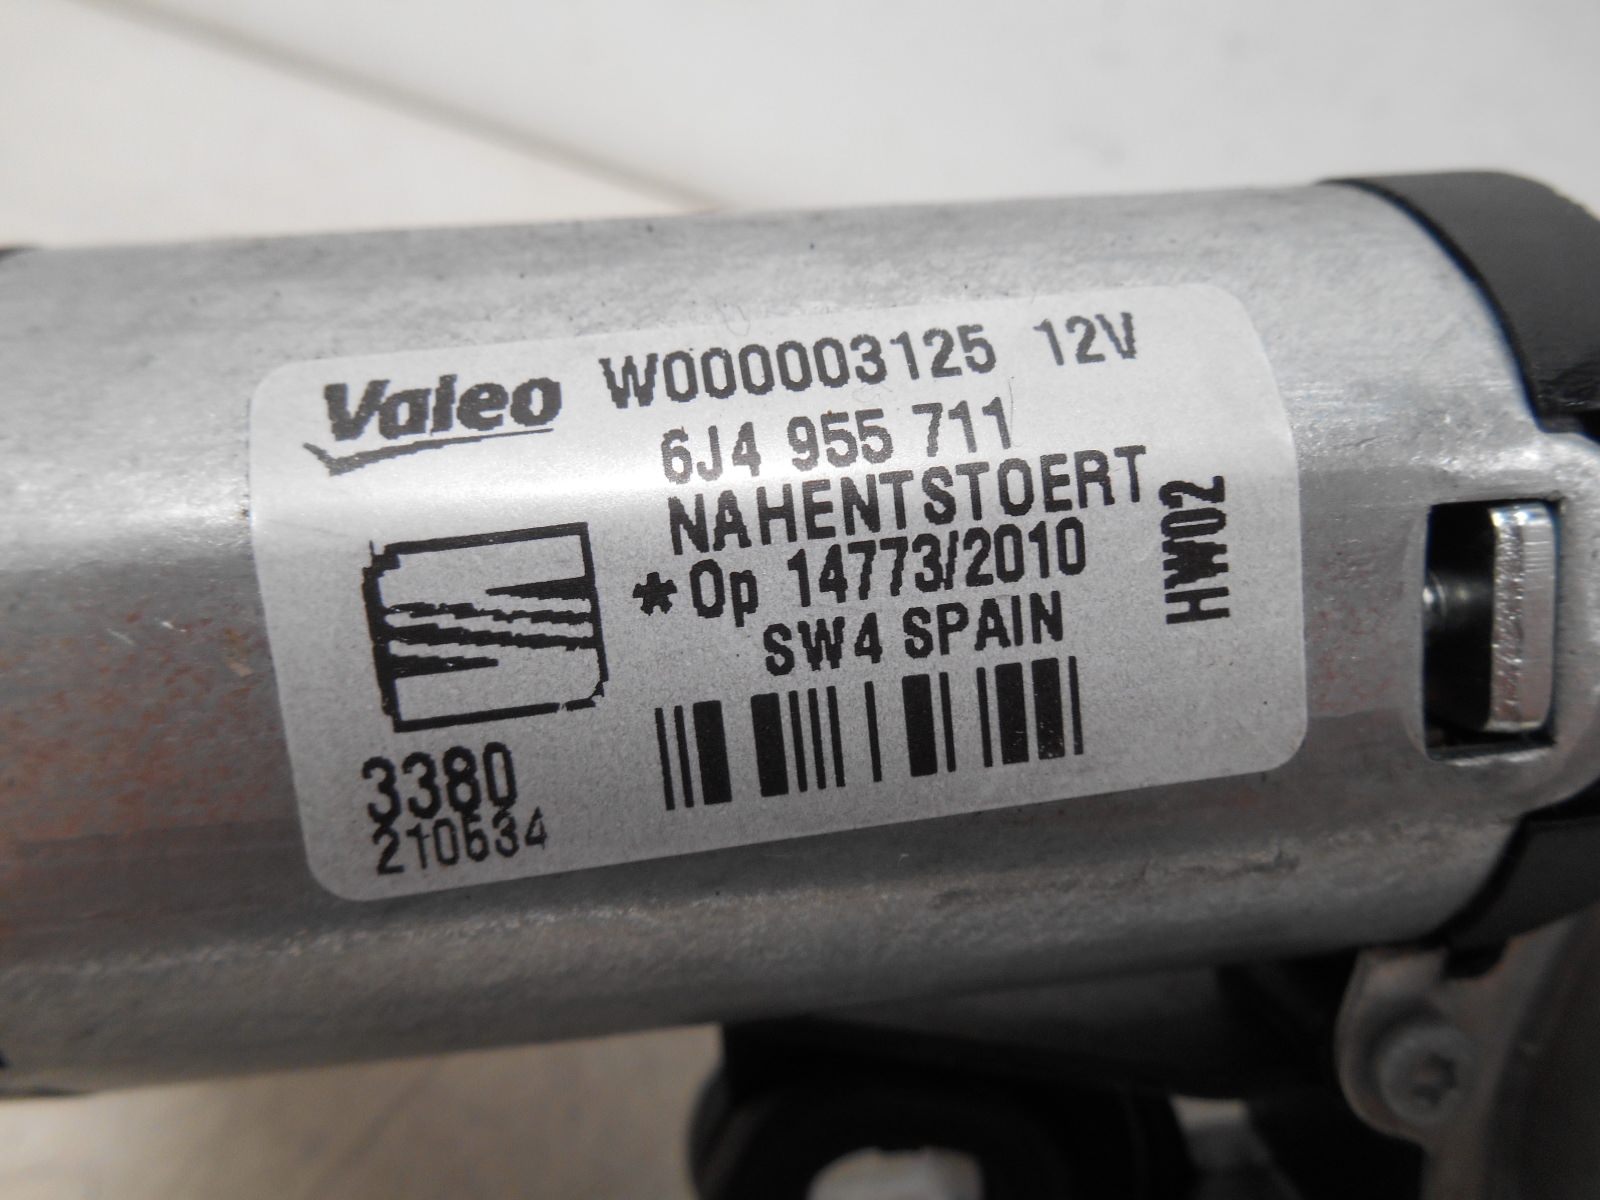 Valeo W000003125 12V
6J4 955 711
NAHENTSTOERT
*Op 14773/2010
SW4 SPAIN
HW02
3380
210634